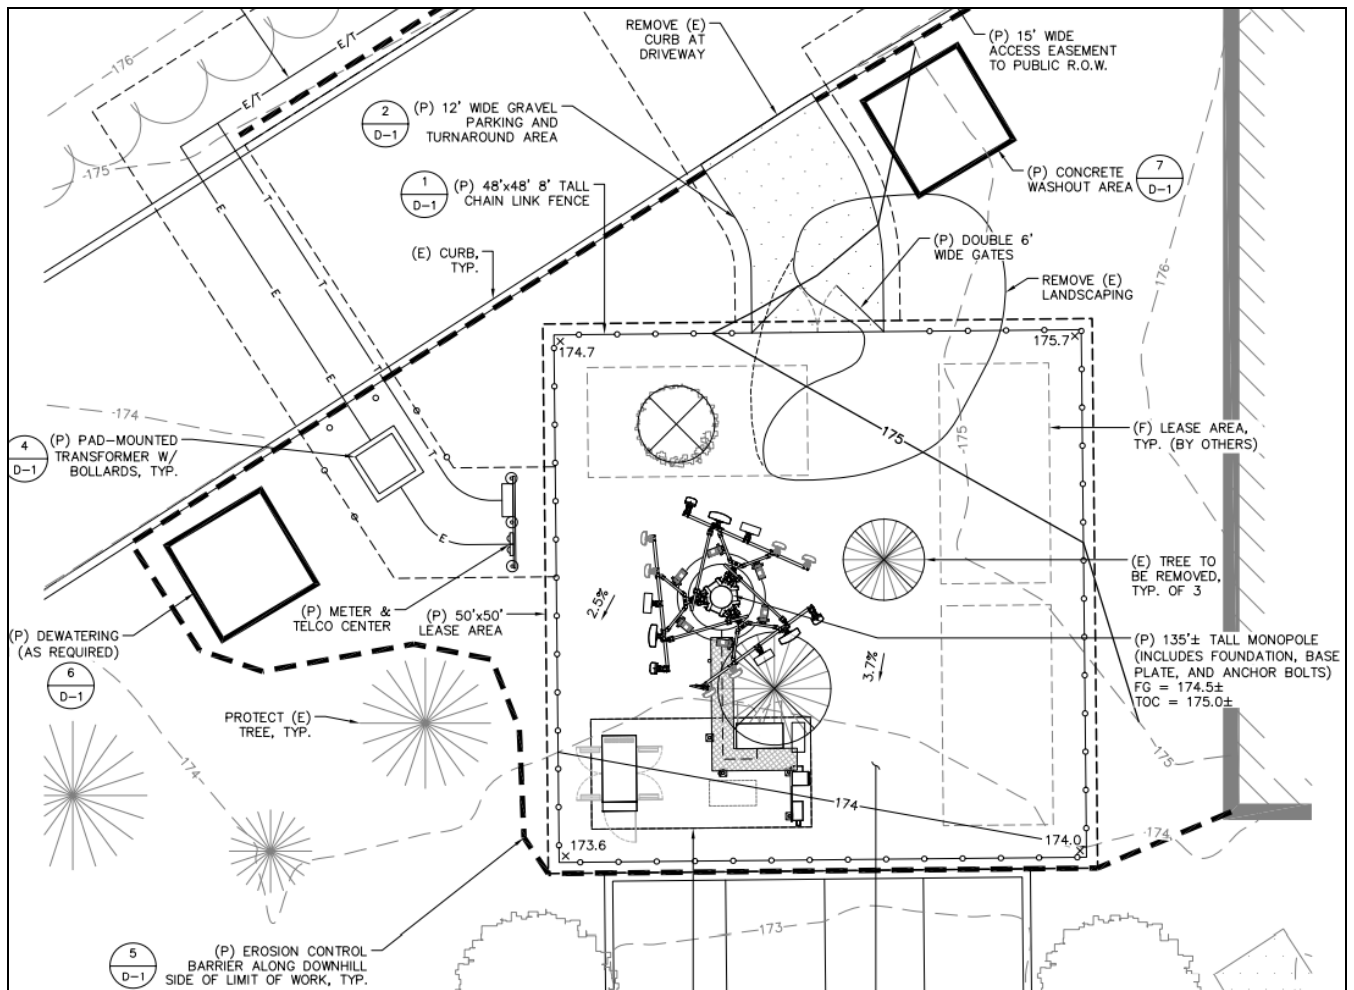 REMOVE (E)
CURB AT
DRIVEWAY
(P) 15' WIDE
ACCESS EASEMENT
TO PUBLIC R.O.W.
176
E/T
E/T
2
D-1
(P) 12' WIDE GRAVEL
PARKING AND
TURNAROUND AREA
175
1
D-1
(P) 48'x48' 8' TALL
CHAIN LINK FENCE
(P) CONCRETE
WASHOUT AREA
7
D-1
E
T
(E) CURB,
TYP.
(P) DOUBLE 6'
WIDE GATES
REMOVE (E)
LANDSCAPING
176
E
T
174.7
175.7
E
T
174
4
D-1
(P) PAD-MOUNTED
TRANSFORMER W/
BOLLARDS, TYP.
T
175
175
(F) LEASE AREA,
TYP. (BY OTHERS)
E
(E) TREE TO
BE REMOVED,
TYP. OF 3
2.5%
(P) METER &
TELCO CENTER
(P) 50'x50'
LEASE AREA
(P) DEWATERING
(AS REQUIRED)
6
D-1
3.7%
(P) 135'± TALL MONOPOLE
(INCLUDES FOUNDATION, BASE
PLATE, AND ANCHOR BOLTS)
FG = 174.5±
TOC = 175.0±
PROTECT (E)
TREE, TYP.
174
175
174
173.6
174.0
174
173
5
D-1
(P) EROSION CONTROL
BARRIER ALONG DOWNHILL
SIDE OF LIMIT OF WORK, TYP.